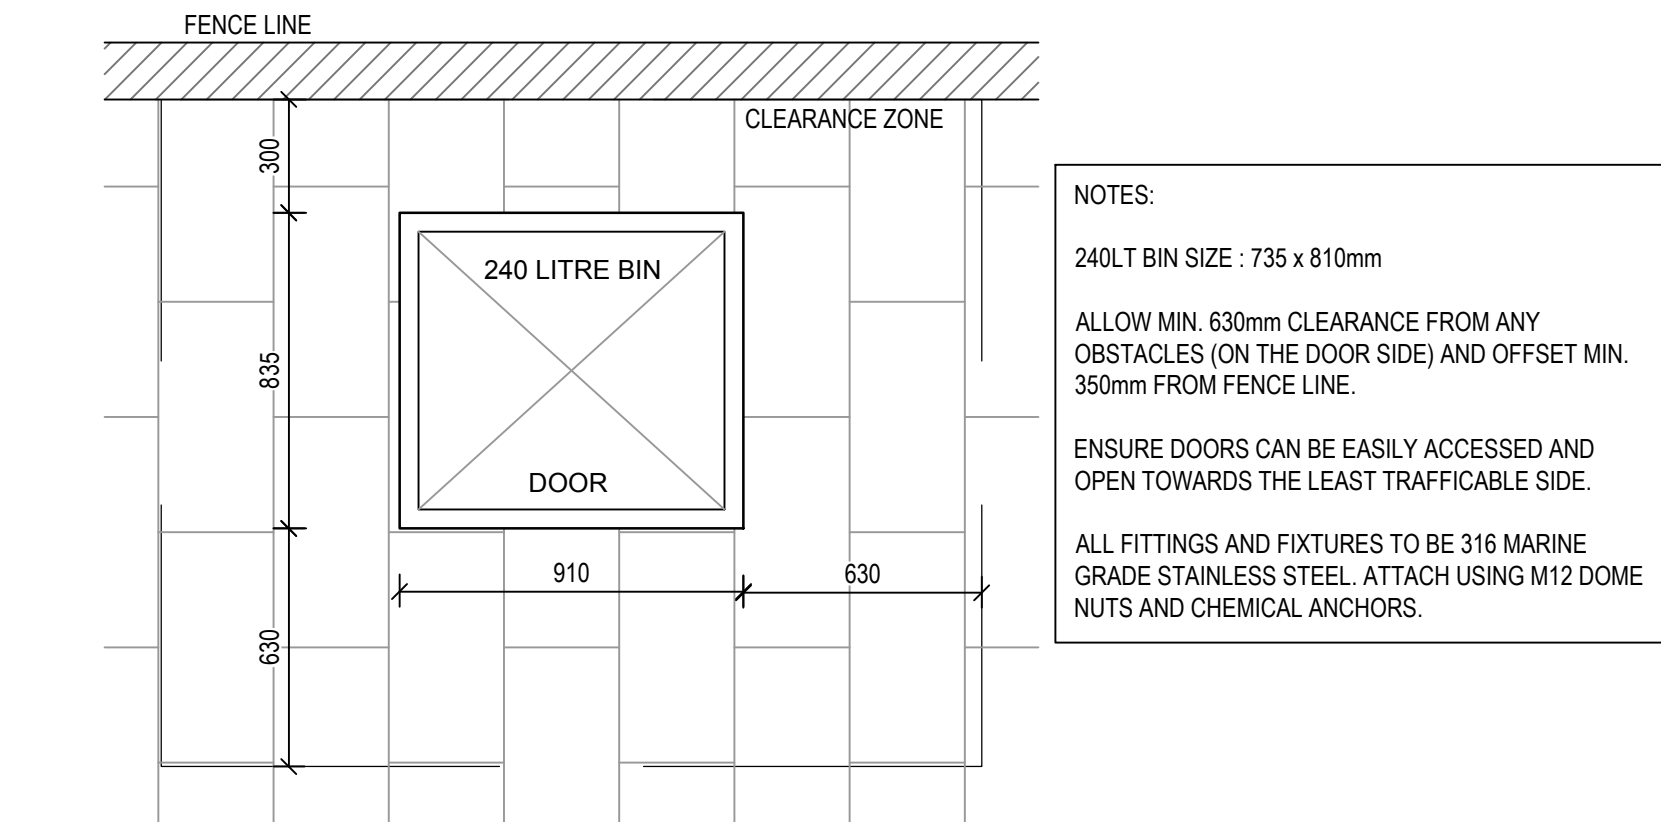 FENCE LINE
CLEARANCE ZONE
300
240 LITRE BIN
835
DOOR
910
630
630
NOTES:
240LT BIN SIZE : 735 x 810mm
ALLOW MIN. 630mm CLEARANCE FROM ANY
OBSTACLES (ON THE DOOR SIDE) AND OFFSET MIN.
350mm FROM FENCE LINE.
ENSURE DOORS CAN BE EASILY ACCESSED AND
OPEN TOWARDS THE LEAST TRAFFICABLE SIDE.
ALL FITTINGS AND FIXTURES TO BE 316 MARINE
GRADE STAINLESS STEEL. ATTACH USING M12 DOME
NUTS AND CHEMICAL ANCHORS.